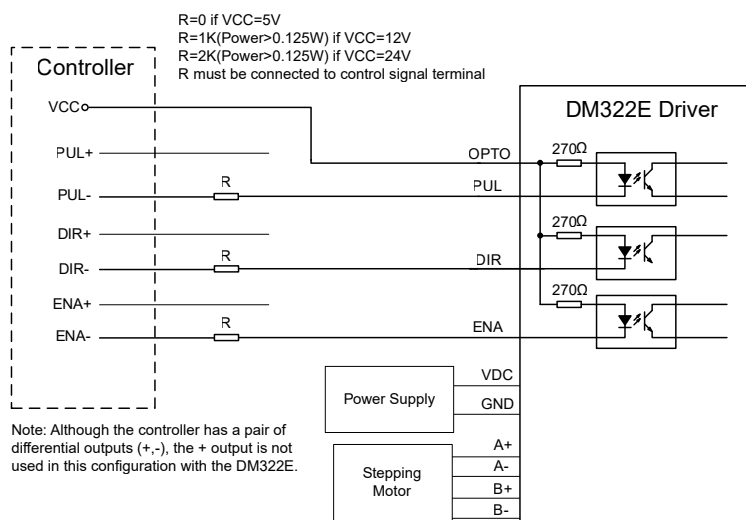 R=0 if VCC=5V
R=1K(Power>0.125W) if VCC=12V
R=2K(Power>0.125W) if VCC=24V
R must be connected to control signal terminal
Controller
DM322E Driver
VCC
PUL+
OPTO
270Ω
PUL-
R
PUL
DIR+
270Ω
DIR-
R
DIR
ENA+
270Ω
ENA-
R
ENA
Power Supply
VDC
GND
Note: Although the controller has a pair of
differential outputs (+,-), the + output is not
used in this configuration with the DM322E.
Stepping
Motor
A+
A-
B+
B-